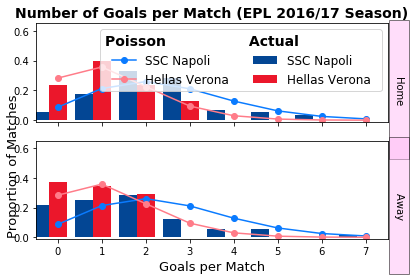 Number of Goals per Match (EPL 2016/17 Season)
Poisson Actual
SSC Napoli SSC Napoli
Hellas Verona Hellas Verona
0.6
0.4
0.2
0.0
Home
0.6
0.4
0.2
0.0
Away
Proportion of Matches
0 1 2 3 4 5 6 7
Goals per Match